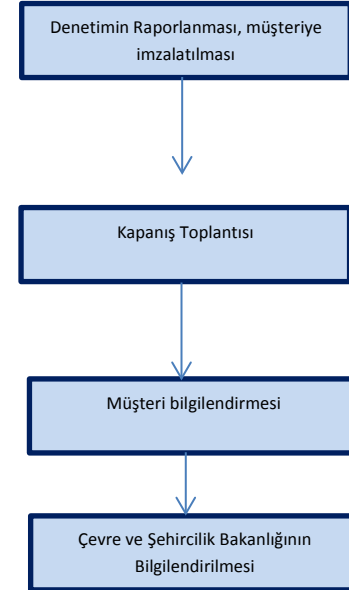 Denetimin Raporlanması, müşteriye
imzalatılması
Kapanış Toplantısı
Müşteri bilgilendirmesi
Çevre ve Şehircilik Bakanlığının
Bilgilendirilmesi